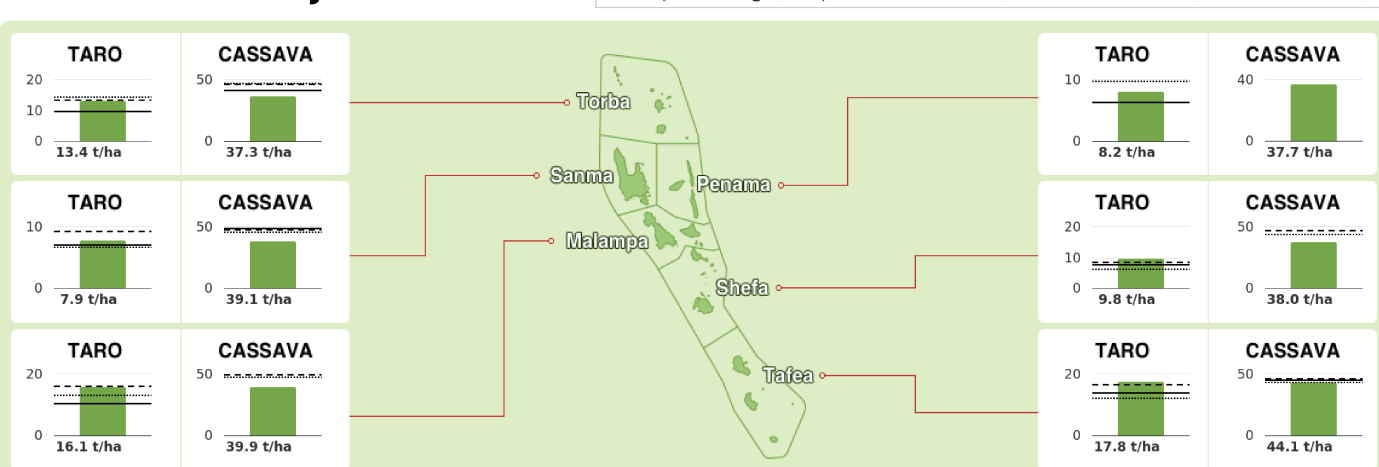 TARO
CASSAVA
20
10
0
13.4 t/ha
50
0
37.3 t/ha
TARO
CASSAVA
10
0
7.9 t/ha
50
0
39.1 t/ha
TARO
CASSAVA
20
0
16.1 t/ha
50
0
39.9 t/ha
Torba
Sanma
Penama
Malampa
Shefa
Tafea
TARO
CASSAVA
10
0
8.2 t/ha
40
0
37.7 t/ha
TARO
CASSAVA
20
10
0
9.8 t/ha
50
0
38.0 t/ha
TARO
CASSAVA
20
0
17.8 t/ha
50
0
44.1 t/ha